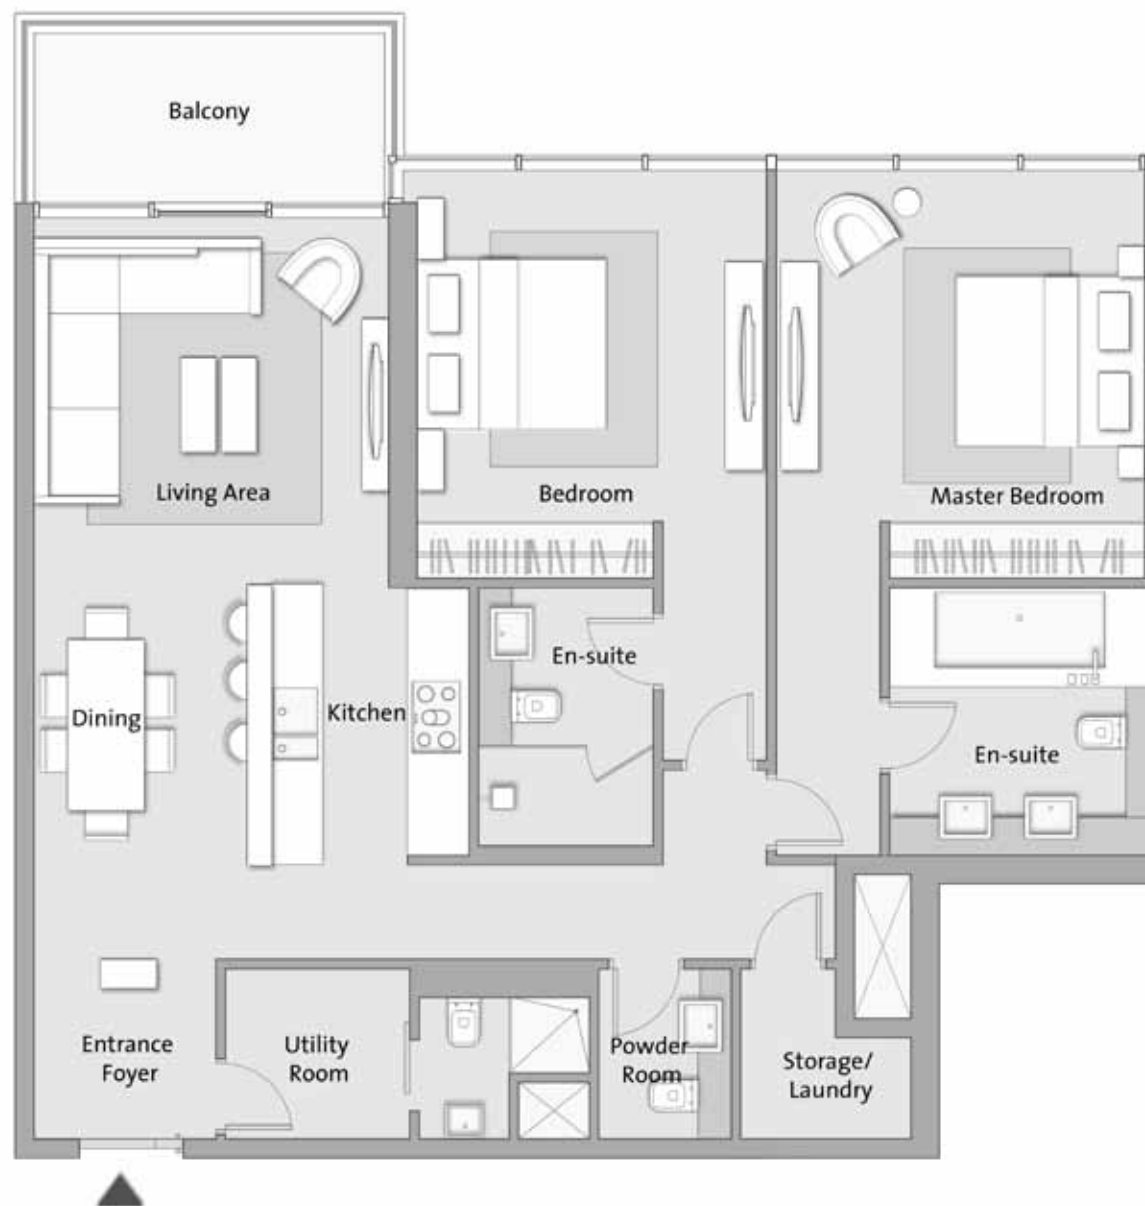 Balcony
Living Area
Bedroom
Master Bedroom
En-suite
Dining
Kitchen
En-suite
Entrance
Foyer
Utility
Room
Powder
Room
Storage/
Laundry